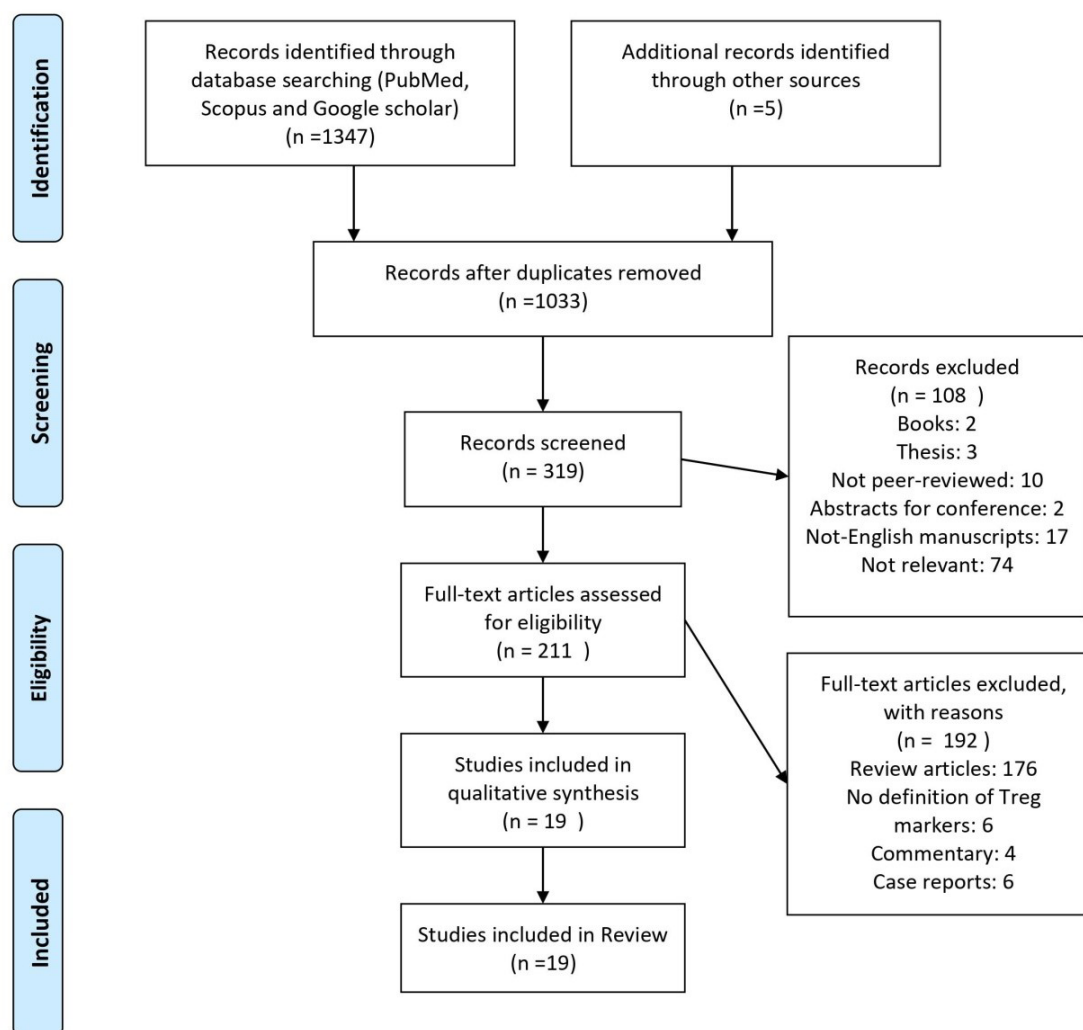 Identification
Records identified through
database searching (PubMed,
Scopus and Google scholar)
(n =1347)
Additional records identified
through other sources
(n =5)
Records after duplicates removed
(n =1033)
Screening
Records screened
(n = 319)
Records excluded
(n = 108  )
Books: 2
Thesis: 3
Not peer-reviewed: 10
Abstracts for conference: 2
Not-English manuscripts: 17
Not relevant: 74
Eligibility
Full-text articles assessed
for eligibility
(n = 211  )
Full-text articles excluded,
with reasons
(n =  192  )
Review articles: 176
No definition of Treg
markers: 6
Commentary: 4
Case reports: 6
Studies included in
qualitative synthesis
(n = 19  )
Included
Studies included in Review
(n =19)